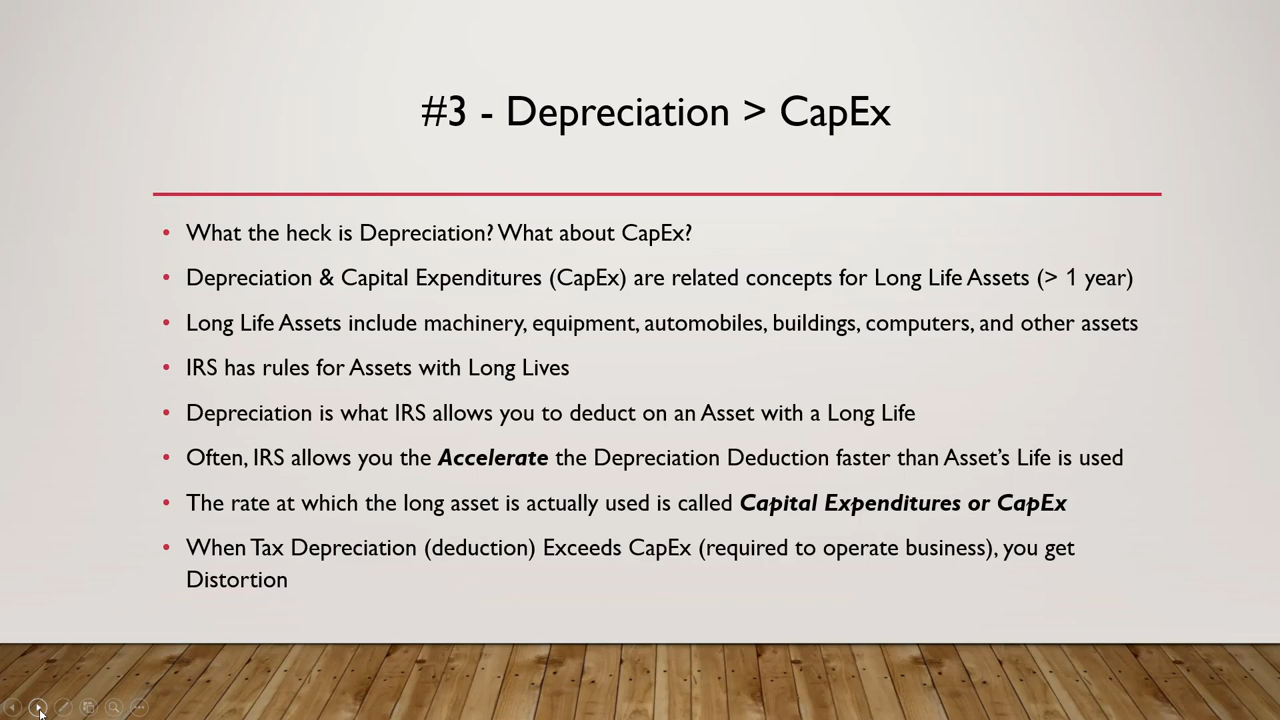 #3 - Depreciation > CapEx
• What the heck is Depreciation? What about CapEx?
• Depreciation & Capital Expenditures (CapEx) are related concepts for Long Life Assets (> 1 year)
• Long Life Assets include machinery, equipment, automobiles, buildings, computers, and other assets
• IRS has rules for Assets with Long Lives
• Depreciation is what IRS allows you to deduct on an Asset with a Long Life
• Often, IRS allows you the Accelerate the Depreciation Deduction faster than Asset’s Life is used
• The rate at which the long asset is actually used is called Capital Expenditures or CapEx
• When Tax Depreciation (deduction) Exceeds CapEx (required to operate business), you get
Distortion